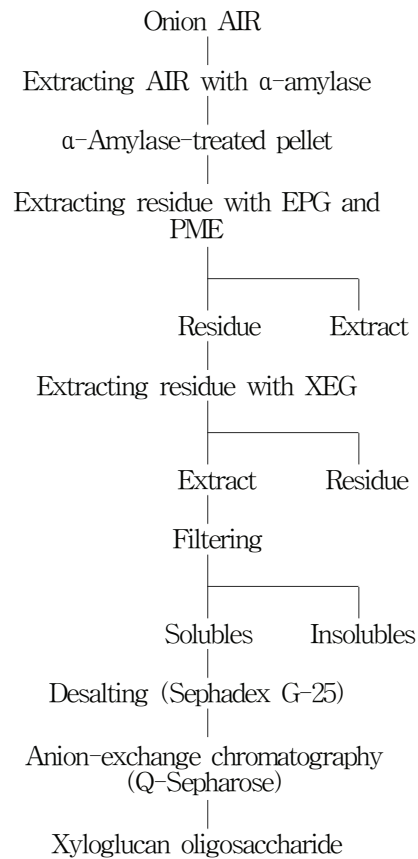 Onion AIR
Extracting AIR with α-amylase
α-Amylase-treated pellet
Extracting residue with EPG and
PME
Residue Extract
Extracting residue with XEG
Extract Residue
Filtering
Solubles Insolubles
Desalting (Sephadex G-25)
Anion-exchange chromatography
(Q-Sepharose)
Xyloglucan oligosaccharide